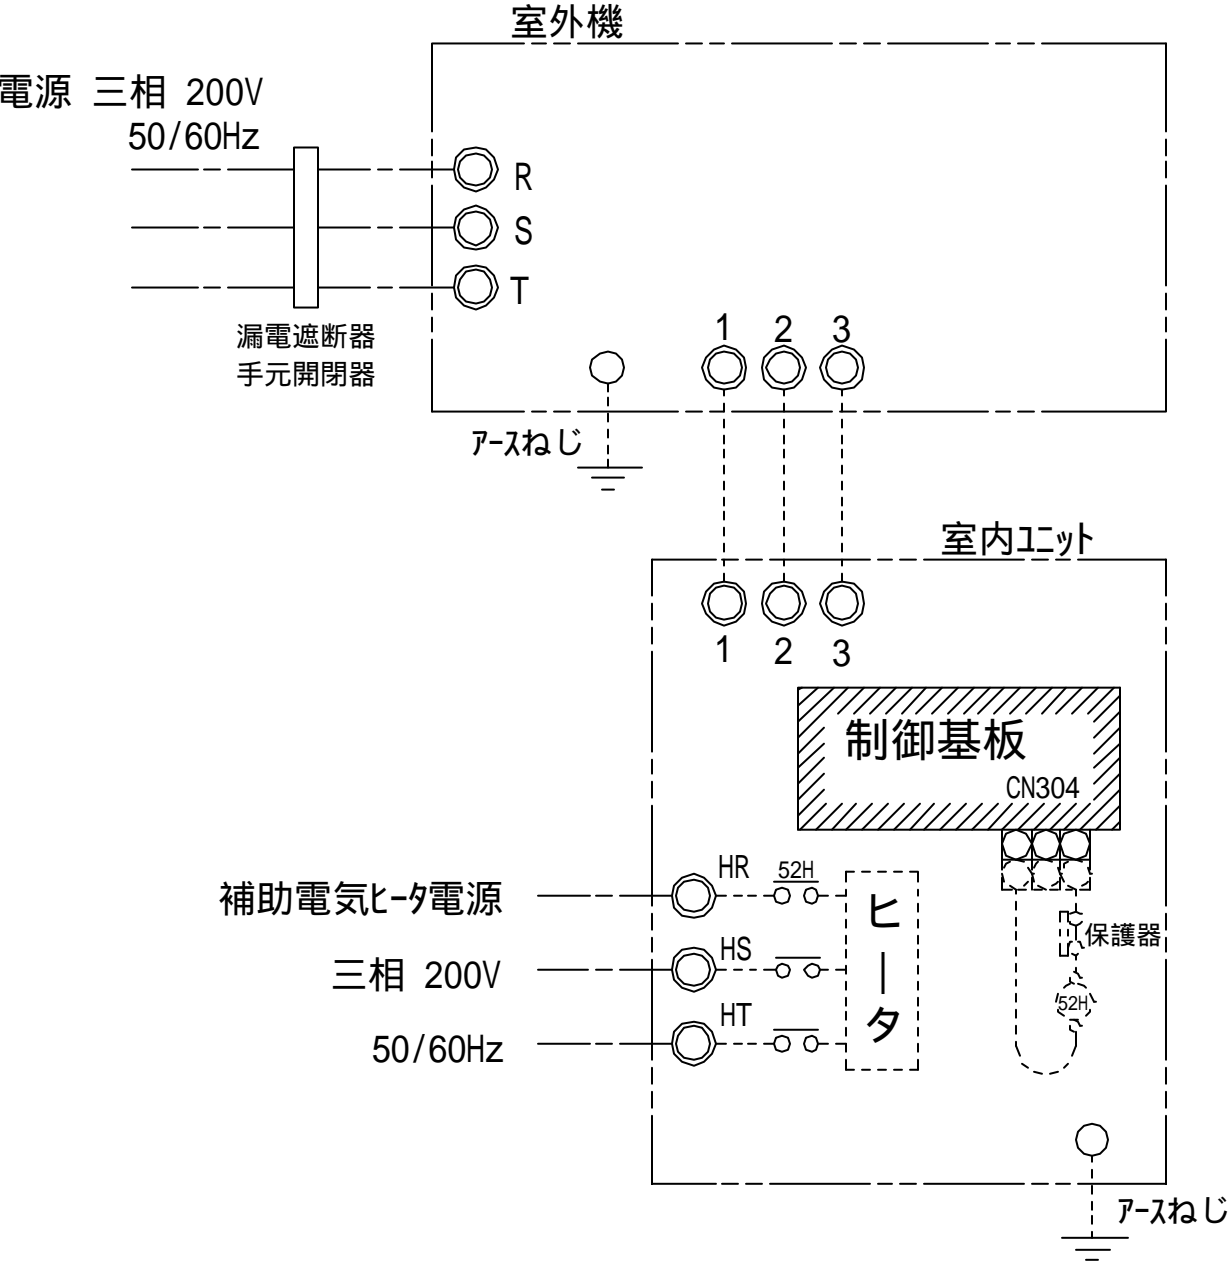 室外機
電源 三相 200V
50/60Hz
R
S
T
漏電遮断器
手元開閉器
1 2 3
ｱｰｽねじ
室内ﾕﾆｯﾄ
1 2 3
制御基板
CN304
HR 52H
補助電気ﾋｰﾀ電源
HS
三相 200V
HT
50/60Hz
ヒータ
保護器
52H
ｱｰｽねじ